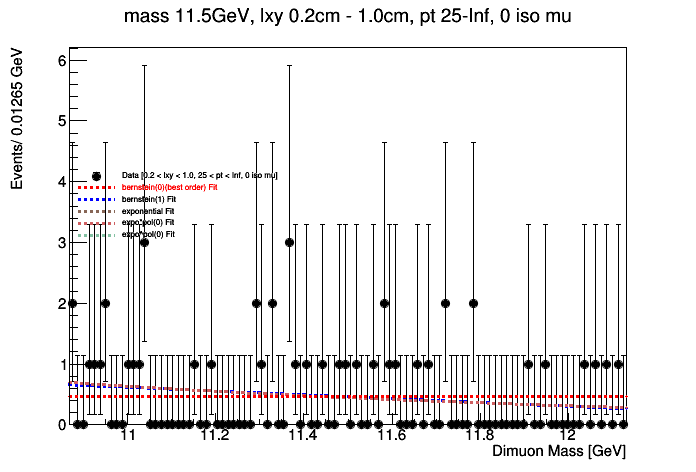 mass 11.5GeV, lxy 0.2cm - 1.0cm, pt 25-Inf, 0 iso mu
Events/ 0.01265 GeV
6
5
4
3
2
1
0
Data [0.2 < lxy < 1.0, 25 < pt < Inf, 0 iso mu]
bernstein(0)(best order) Fit
bernstein(1) Fit
exponential Fit
expo*pol(0) Fit
expo*pol(0) Fit
11 11.2 11.4 11.6 11.8 12
Dimuon Mass [GeV]